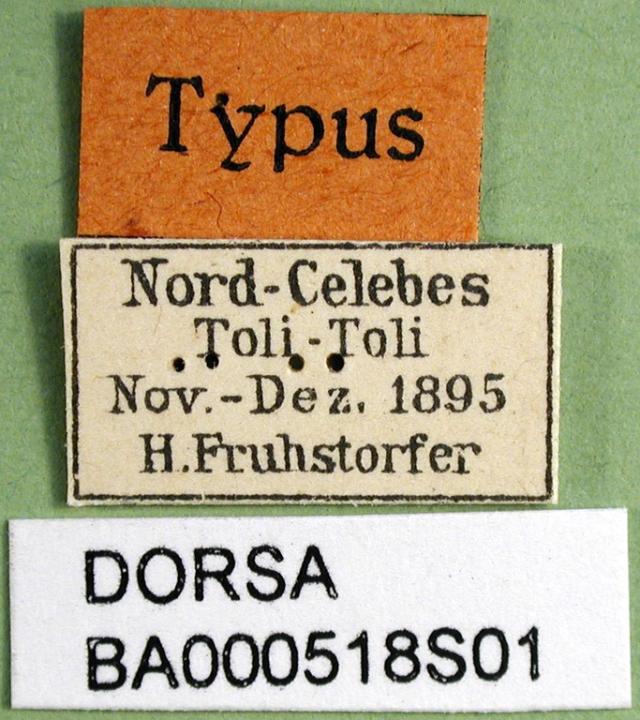 Typus
Nord-Celebes
Toli-Toli
Nov.-Dez. 1895
H. Fruhstorfer
DORSA
BA000518S01